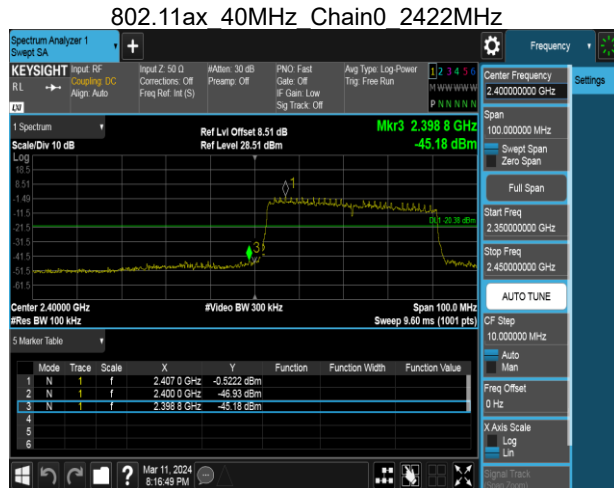 802.11ax_40MHz_Chain0_2422MHz
Spectrum Analyzer 1
Swept SA
Frequency
KEYSIGHT
RL
Input: RF
Coupling: DC
Align: Auto
Input Z: 50 Ω
Corrections: Off
Freq Ref: Int (S)
#Atten: 30 dB
Preamp: Off
PNO: Fast
Gate: Off
IF Gain: Low
Sig Track: Off
Avg Type: Log-Power
Trig: Free Run
1 2 3 4 5 6
M W W W W W
P N N N N N
Center Frequency
2.400000000 GHz
Settings
Span
100.000000 MHz
Swept Span
Zero Span
Full Span
Start Freq
2.350000000 GHz
Stop Freq
2.450000000 GHz
AUTO TUNE
CF Step
10.000000 MHz
Auto
Man
Freq Offset
0 Hz
X Axis Scale
Log
Lin
Signal Track
(Span Zoom)
1 Spectrum
Scale/Div 10 dB
Ref Lvl Offset 8.51 dB
Ref Level 28.51 dBm
Mkr3 2.398 8 GHz
-45.18 dBm
Log
18.5
8.51
-1.49
-11.5
-21.5
-31.5
-41.5
-51.5
-61.5
1
3
DL1 -20.38 dBm
Center 2.40000 GHz
#Video BW 300 kHz
Span 100.0 MHz
#Res BW 100 kHz
Sweep 9.60 ms (1001 pts)
5 Marker Table
Mode Trace Scale X Y Function Function Width Function Value
1 N 1 f 2.407 0 GHz -0.5222 dBm
2 N 1 f 2.400 0 GHz -46.93 dBm
3 N 1 f 2.398 8 GHz -45.18 dBm
4
5
6
?
Mar 11, 2024
8:16:49 PM